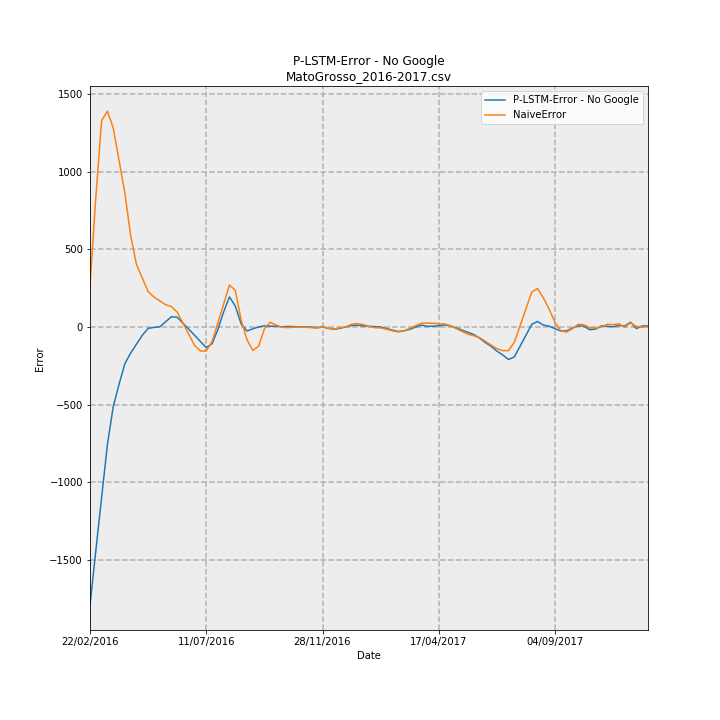 P-LSTM-Error - No Google
MatoGrosso_2016-2017.csv
P-LSTM-Error - No Google
NaiveError
1500
1000
500
0
−500
−1000
−1500
Error
22/02/2016
11/07/2016
28/11/2016
17/04/2017
04/09/2017
Date